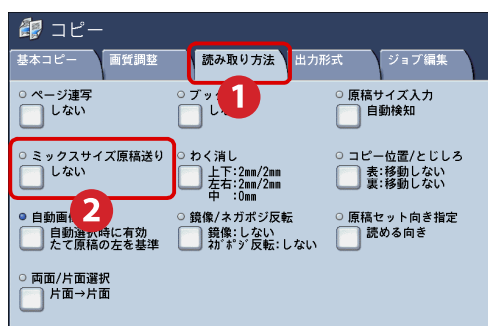 コピー
基本コピー 画質調整 読み取り方法 出力形式 ジョブ編集
1
ページ連写
しない
原稿サイズ入力
自動検知
ミックスサイズ原稿送り
しない
わく消し
上下:2mm/2mm
左右:2mm/2mm
中 :0mm
コピー位置/とじしろ
表:移動しない
裏:移動しない
2
自動選択時に有効
たて原稿の左を基準
鏡像/ネガポジ反転
鏡像:しない
ネガポジ反転:しない
原稿セット向き指定
読める向き
両面/片面選択
片面→片面